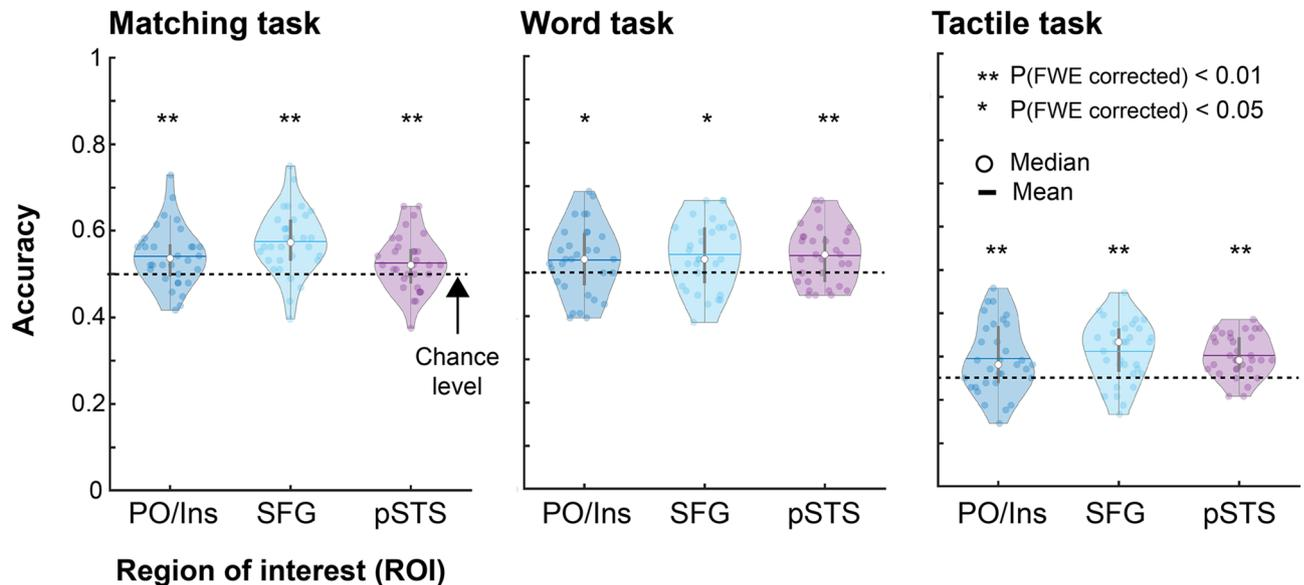 Matching task
Word task
Tactile task
Accuracy
1
0.8
0.6
0.4
0.2
0
**
**
**
Chance
level
PO/Ins
SFG
pSTS
Region of interest (ROI)
*
*
**
PO/Ins
SFG
pSTS
** P(FWE corrected) < 0.01
* P(FWE corrected) < 0.05
Median
Mean
**
**
**
PO/Ins
SFG
pSTS